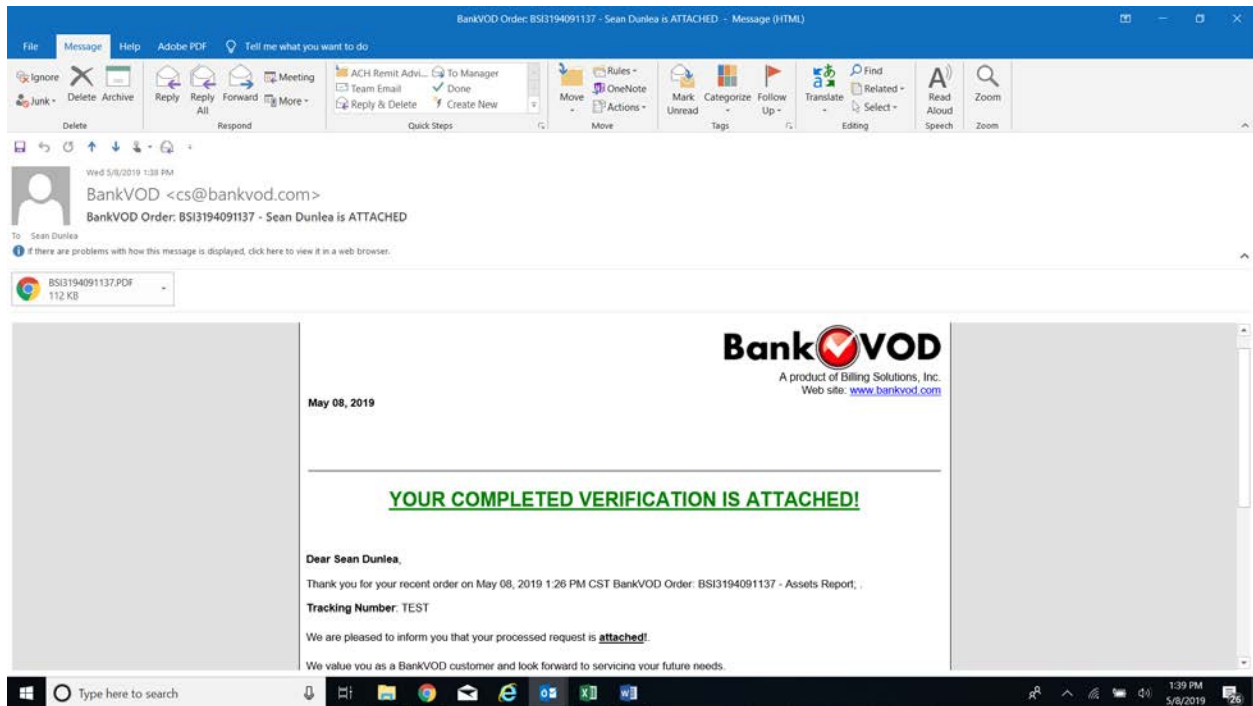 BankVOD Order: BSI3194091137 - Sean Dunlea is ATTACHED - Message (HTML)
File Message Help Adobe PDF Tell me what you want to do
Ignore
Junk
Delete
Archive
Delete
Reply
Reply All
Forward
Meeting
More
Respond
ACH Remit Advi...
To Manager
Team Email
Done
Reply & Delete
Create New
Quick Steps
Move
Rules
OneNote
Actions
Move
Mark Unread
Categorize
Follow Up
Tags
Translate
Find
Related
Select
Editing
Read Aloud
Speech
Zoom
Zoom
Wed 5/8/2019 1:38 PM
BankVOD <cs@bankvod.com>
BankVOD Order: BSI3194091137 - Sean Dunlea is ATTACHED
To Sean Dunlea
If there are problems with how this message is displayed, click here to view it in a web browser.
BSI3194091137.PDF
112 KB
Bank VOD
A product of Billing Solutions, Inc.
Web site: www.bankvod.com
May 08, 2019
YOUR COMPLETED VERIFICATION IS ATTACHED!
Dear Sean Dunlea,
Thank you for your recent order on May 08, 2019 1:26 PM CST BankVOD Order: BSI3194091137 - Assets Report, .
Tracking Number: TEST
We are pleased to inform you that your processed request is attached!.
We value you as a BankVOD customer and look forward to servicing your future needs.
Type here to search
1:39 PM
5/8/2019
26